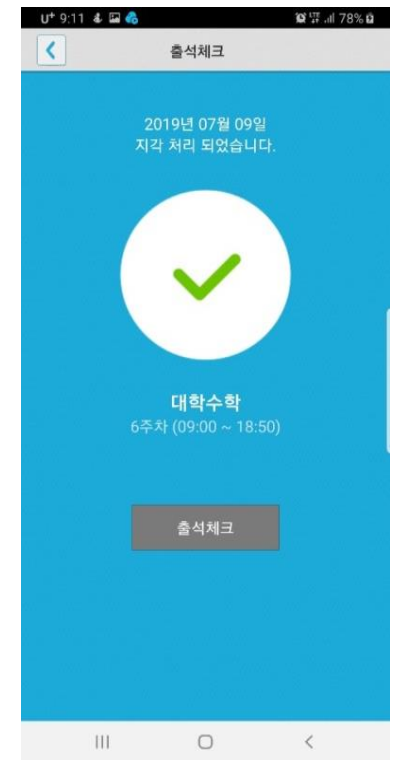 U⁺ 9:11 LTE 78%
출석체크
2019년 07월 09일
지각 처리 되었습니다.
대학수학
6주차 (09:00 ~ 18:50)
출석체크